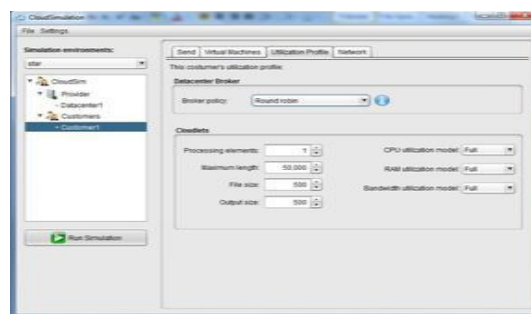 CloudSimulation
File Settings
Simulation environments:
star
CloudSim
Provider
- Datacenter1
Customers
- Customer1
Run Simulation
Send Virtual Machines Utilization Profile Network
This costumer's utilization profile:
Datacenter Broker
Broker policy: Round robin
Cloudlets
Processing elements: 1 CPU utilization model: Full
Maximum length: 50,000 RAM utilization model: Full
File size: 500 Bandwidth utilization model: Full
Output size: 500